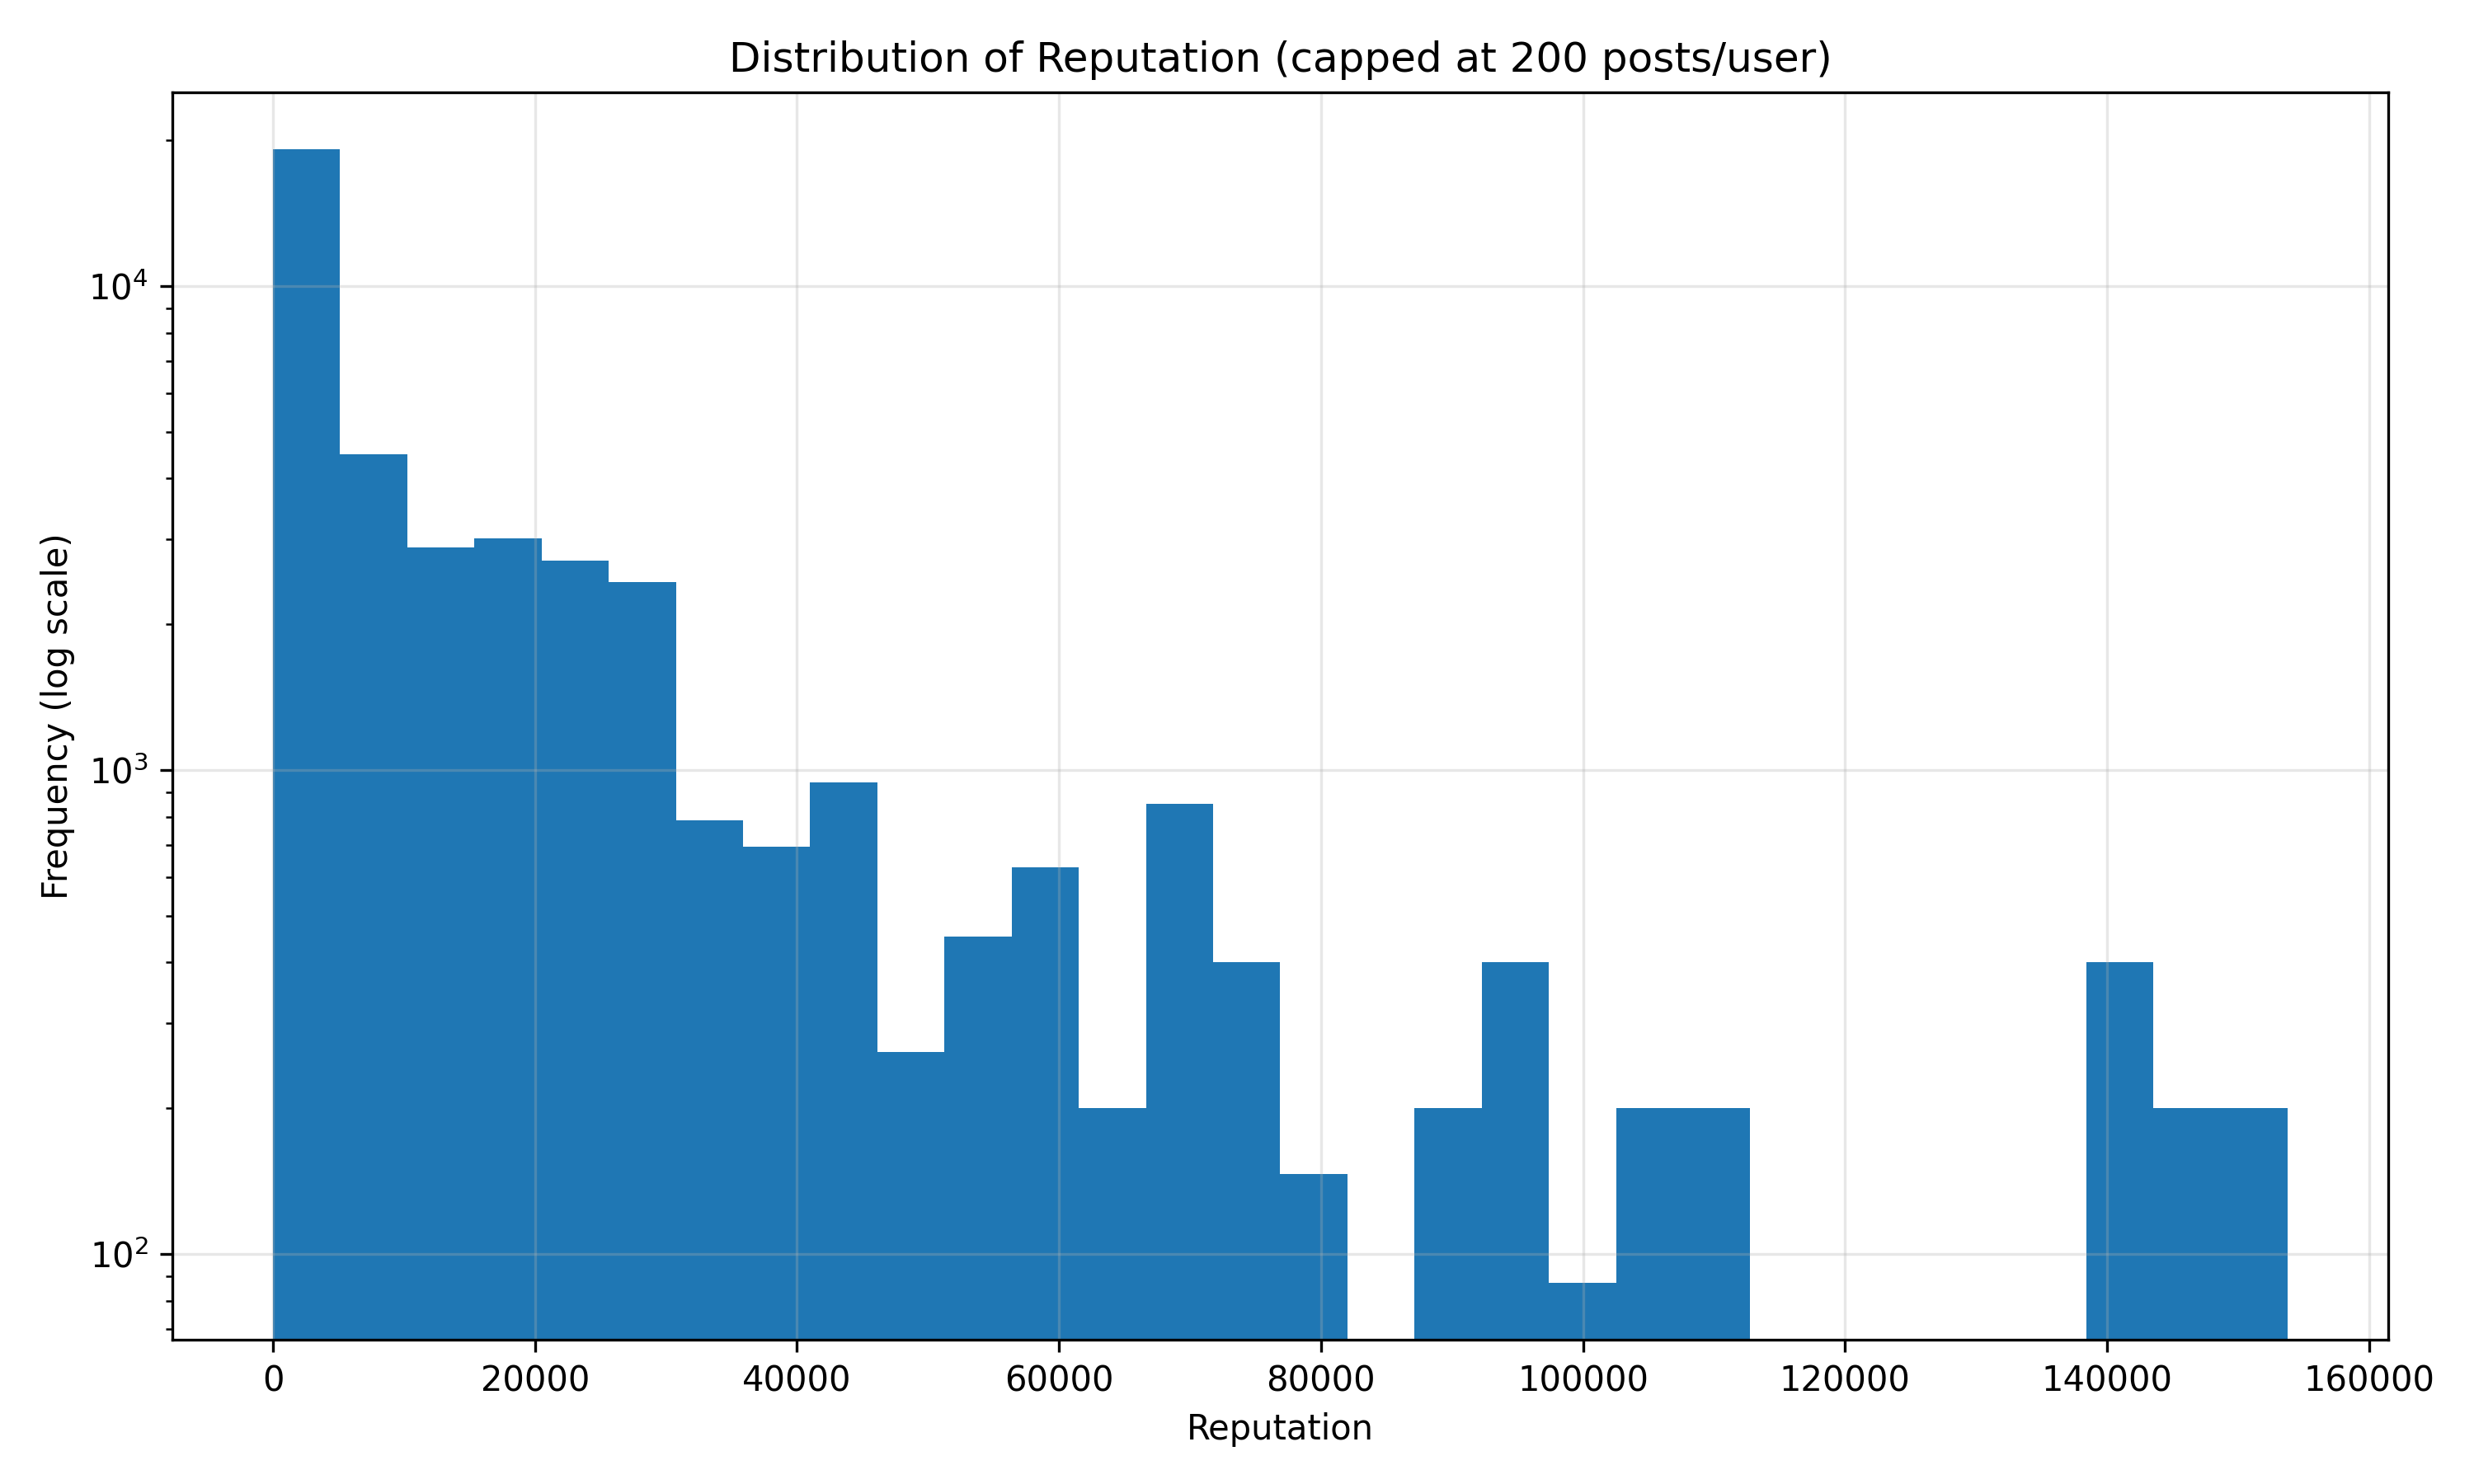 Distribution of Reputation (capped at 200 posts/user)
Frequency (log scale)
10⁴
10³
10²
0 20000 40000 60000 80000 100000 120000 140000 160000
Reputation